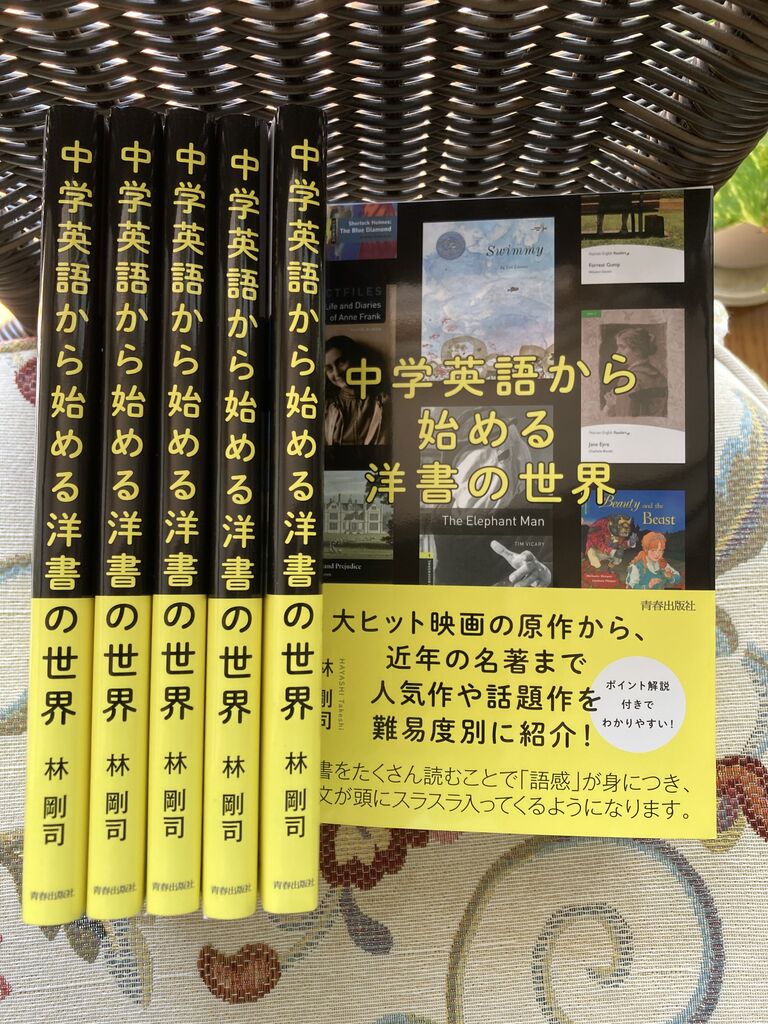 中学英語から始める洋書の世界 林 剛司 青春出版社
中学英語から始める洋書の世界 林 剛司 青春出版社
中学英語から始める洋書の世界 林 剛司 青春出版社
中学英語から始める洋書の世界 林 剛司 青春出版社
中学英語から始める洋書の世界 林 剛司 青春出版社
Sherlock Holmes:
The Blue Diamond
Swimmy
Forrest Gump
CTFILES
Life and Diaries
of Anne Frank
Jane Eyre
中学英語から
始める
洋書の世界
The Elephant Man
TIM VICARY
Beauty and the
Beast
nd Prejudice
青春出版社
大ヒット映画の原作から、
近年の名著まで
人気作や話題作を
難易度別に紹介!
林 剛司
HAYASHI Takeshi
ポイント解説
付きで
わかりやすい!
書をたくさん読むことで「語感」が身につき、
文が頭にスラスラ入ってくるようになります。